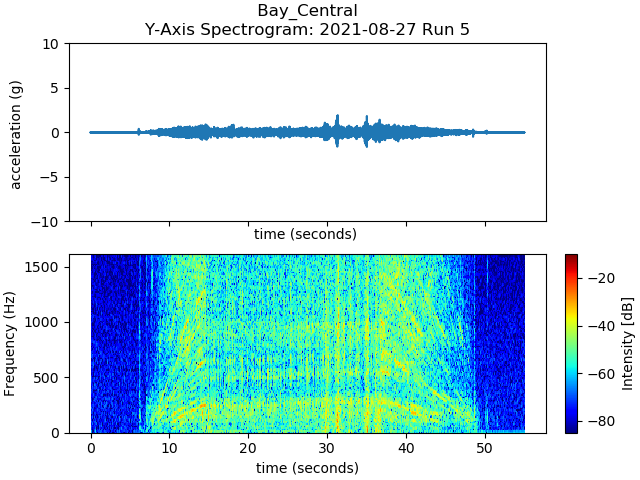 Bay_Central
Y-Axis Spectrogram: 2021-08-27 Run 5
10
5
0
−5
−10
acceleration (g)
time (seconds)
1500
1000
500
0
Frequency (Hz)
0 10 20 30 40 50
time (seconds)
−20
−40
−60
−80
Intensity [dB]